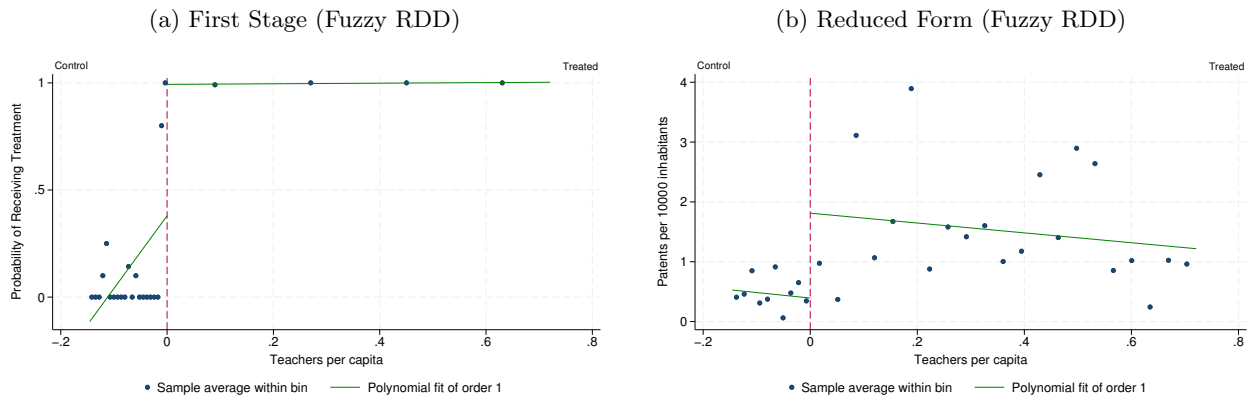 (a) First Stage (Fuzzy RDD)
Control
Treated
Probability of Receiving Treatment
1
.5
0
−.2
0
.2
.4
.6
.8
Teachers per capita
Sample average within bin
Polynomial fit of order 1
(b) Reduced Form (Fuzzy RDD)
Control
Treated
Patents per 10000 inhabitants
4
3
2
1
0
−.2
0
.2
.4
.6
.8
Teachers per capita
Sample average within bin
Polynomial fit of order 1